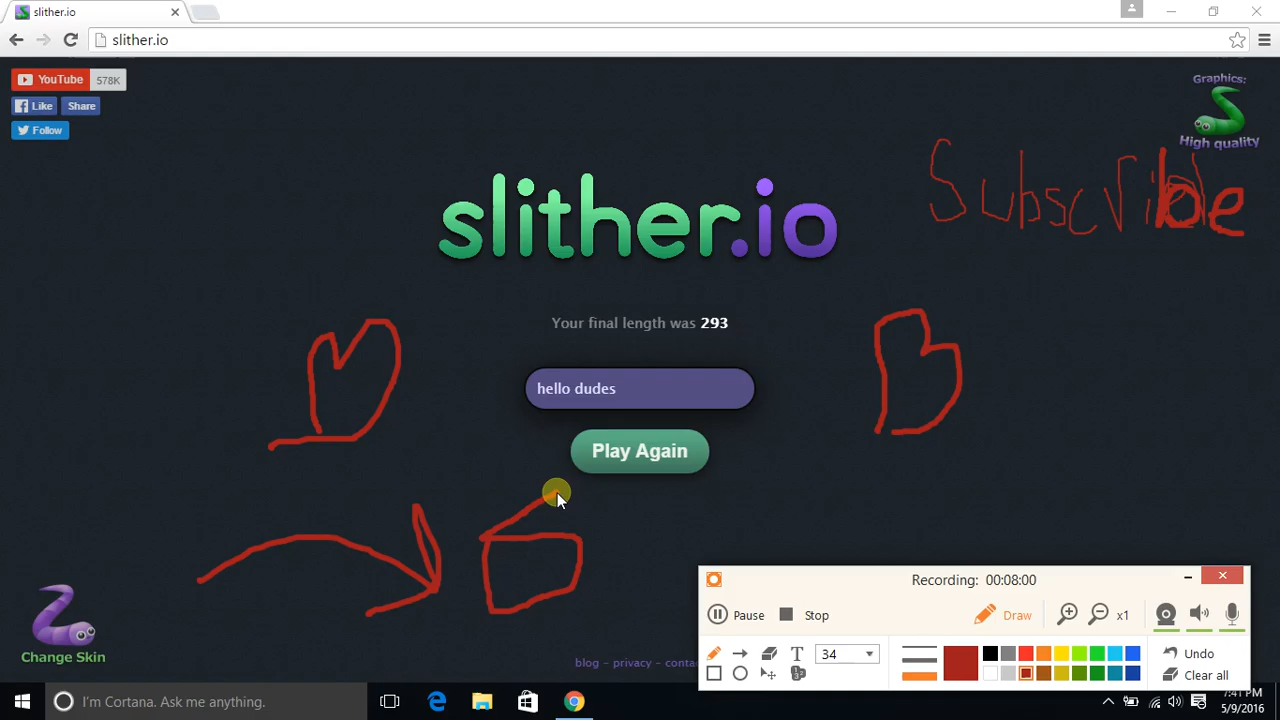 slither.io
slither.io
YouTube 578K
Like Share
Follow
Graphics:
High quality
Subscribe
slither.io
Your final length was 293
hello dudes
B
Play Again
Change Skin
blog - privacy - contac
Recording: 00:08:00
Pause Stop Draw x1
T 34 Undo
Clear all
I'm Cortana. Ask me anything.
7:41 PM
5/9/2016